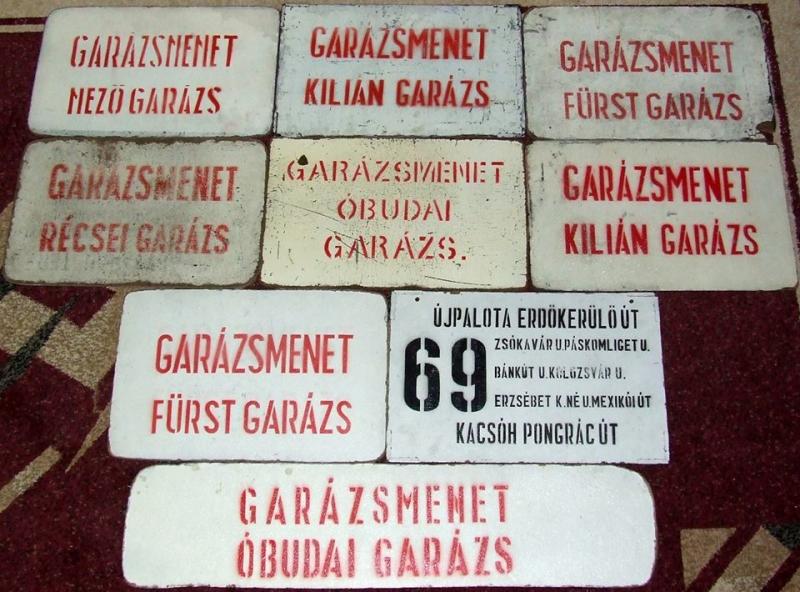 GARÁZSMENET
MEZŐ GARÁZS
GARÁZSMENET
KILIÁN GARÁZS
GARÁZSMENET
FÜRST GARÁZS
GARÁZSMENET
RÉCSEI GARÁZS
GARÁZSMENET
ÓBUDAI
GARÁZS.
GARÁZSMENET
KILIÁN GARÁZS
GARÁZSMENET
FÜRST GARÁZS
ÚJPALOTA ERDŐKERÜLŐ ÚT
69
ZSÓKAVÁR U. PÁSKOMLIGET U.
BÁNKÚT U. KOLOZSVÁR U.
ERZSÉBET K.NÉ U. MEXIKÓI ÚT
KACSÓH PONGRÁC ÚT
GARÁZSMENET
ÓBUDAI GARÁZS